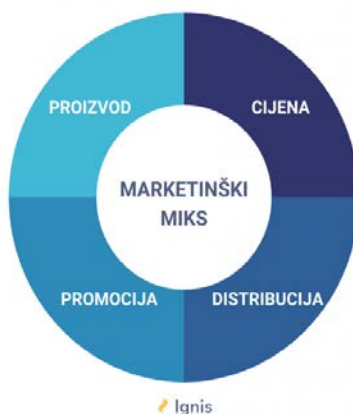 PROIZVOD
CIJENA
MARKETINŠKI
MIKS
PROMOCIJA
DISTRIBUCIJA
Ignis